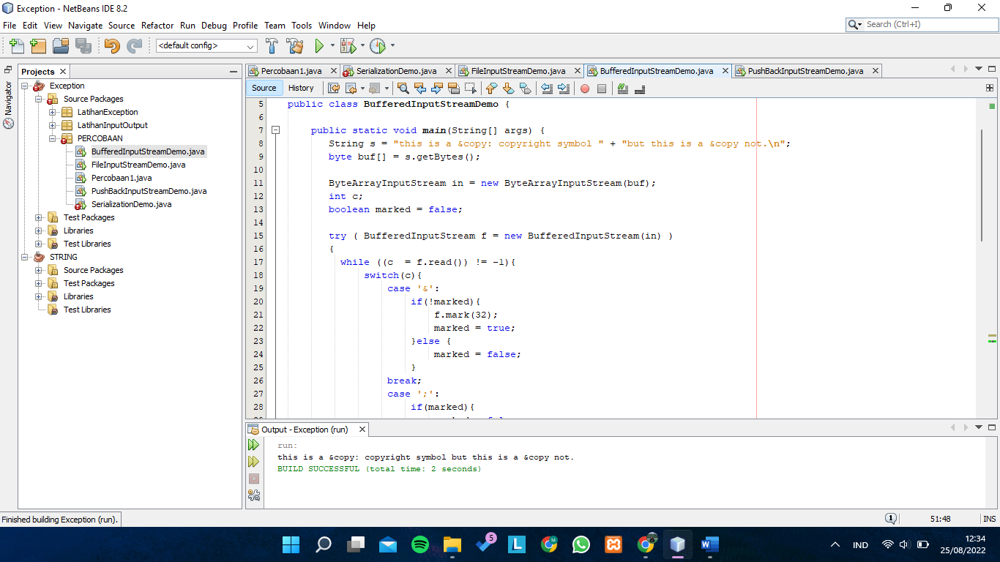 Exception - NetBeans IDE 8.2
File Edit View Navigate Source Refactor Run Debug Profile Team Tools Window Help
Search (Ctrl+I)
<default config>
Projects
Navigator
Exception
Source Packages
LatihanException
LatihanInputOutput
PERCOBAAN
BufferedInputStreamDemo.java
FileInputStreamDemo.java
Percobaan1.java
PushBackInputStreamDemo.java
SerializationDemo.java
Test Packages
Libraries
Test Libraries
STRING
Source Packages
Test Packages
Libraries
Test Libraries
Percobaan1.java SerializationDemo.java FileInputStreamDemo.java BufferedInputStreamDemo.java PushBackInputStreamDemo.java
Source History
5 public class BufferedInputStreamDemo {
6
7 public static void main(String[] args) {
8 String s = "this is a &copy: copyright symbol " + "but this is a &copy not.\n";
9 byte buf[] = s.getBytes();
10
11 ByteArrayInputStream in = new ByteArrayInputStream(buf);
12 int c;
13 boolean marked = false;
14
15 try ( BufferedInputStream f = new BufferedInputStream(in) )
16 {
17 while ((c  = f.read()) != -1){
18 switch(c){
19 case '&':
20 if(!marked){
21 f.mark(32);
22 marked = true;
23 }else {
24 marked = false;
25 }
26 break;
27 case ';':
28 if(marked){
Output - Exception (run)
run:
this is a &copy: copyright symbol but this is a &copy not.
BUILD SUCCESSFUL (total time: 2 seconds)
Finished building Exception (run).
1
51:48
INS
5
L
IND
12:34
25/08/2022